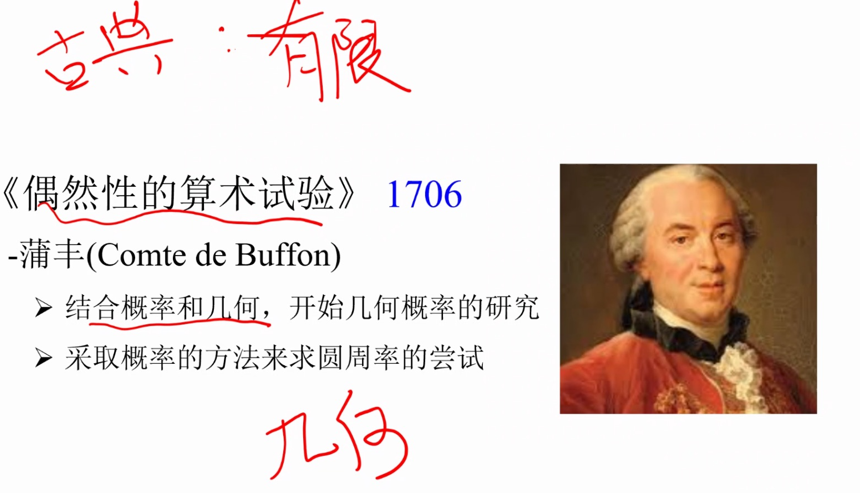 古典：有限
《偶然性的算术试验》 1706
-蒲丰(Comte de Buffon)
➢ 结合概率和几何，开始几何概率的研究
➢ 采取概率的方法来求圆周率的尝试
几何